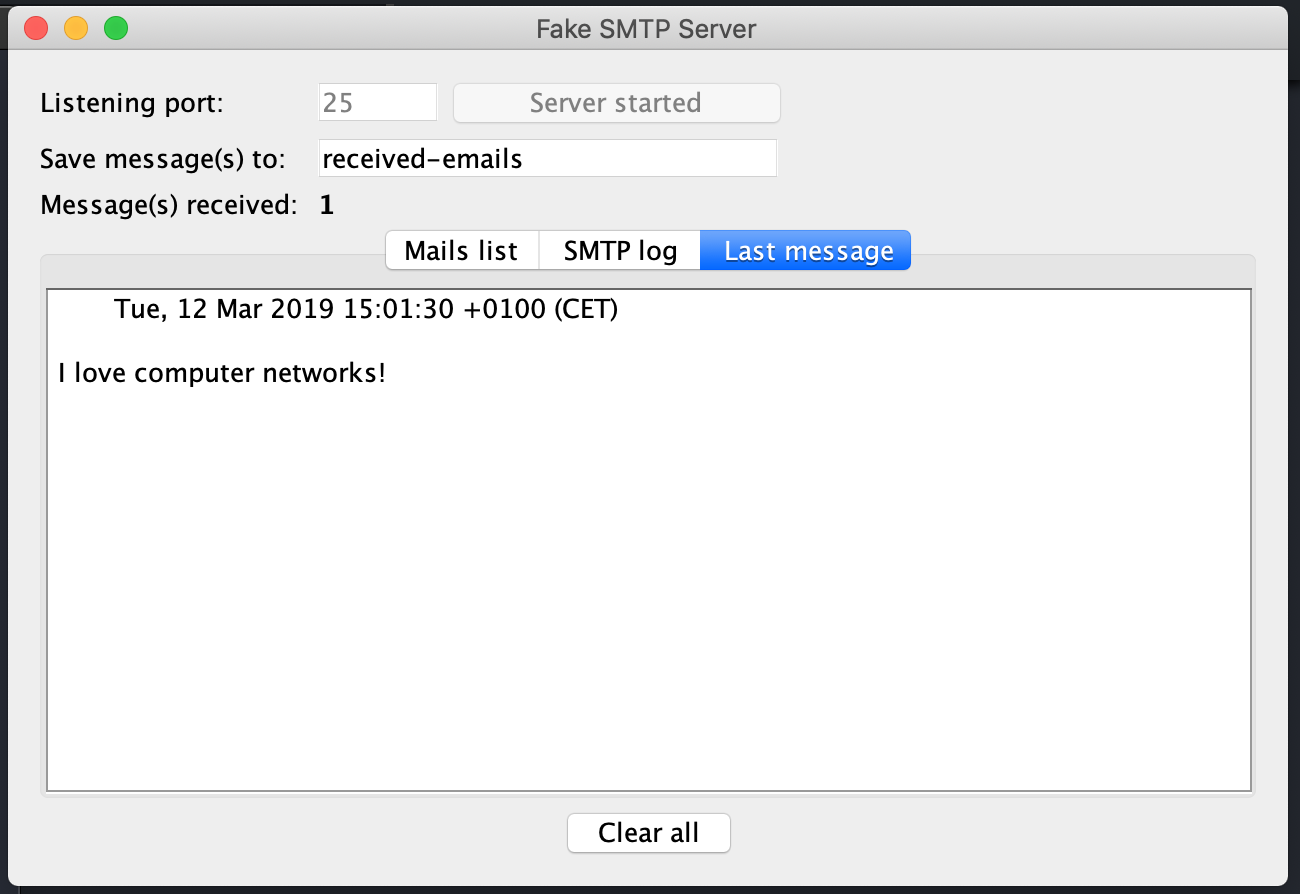 Fake SMTP Server
Listening port: 25 Server started
Save message(s) to: received-emails
Message(s) received: 1
Mails list SMTP log Last message
Tue, 12 Mar 2019 15:01:30 +0100 (CET)
I love computer networks!
Clear all